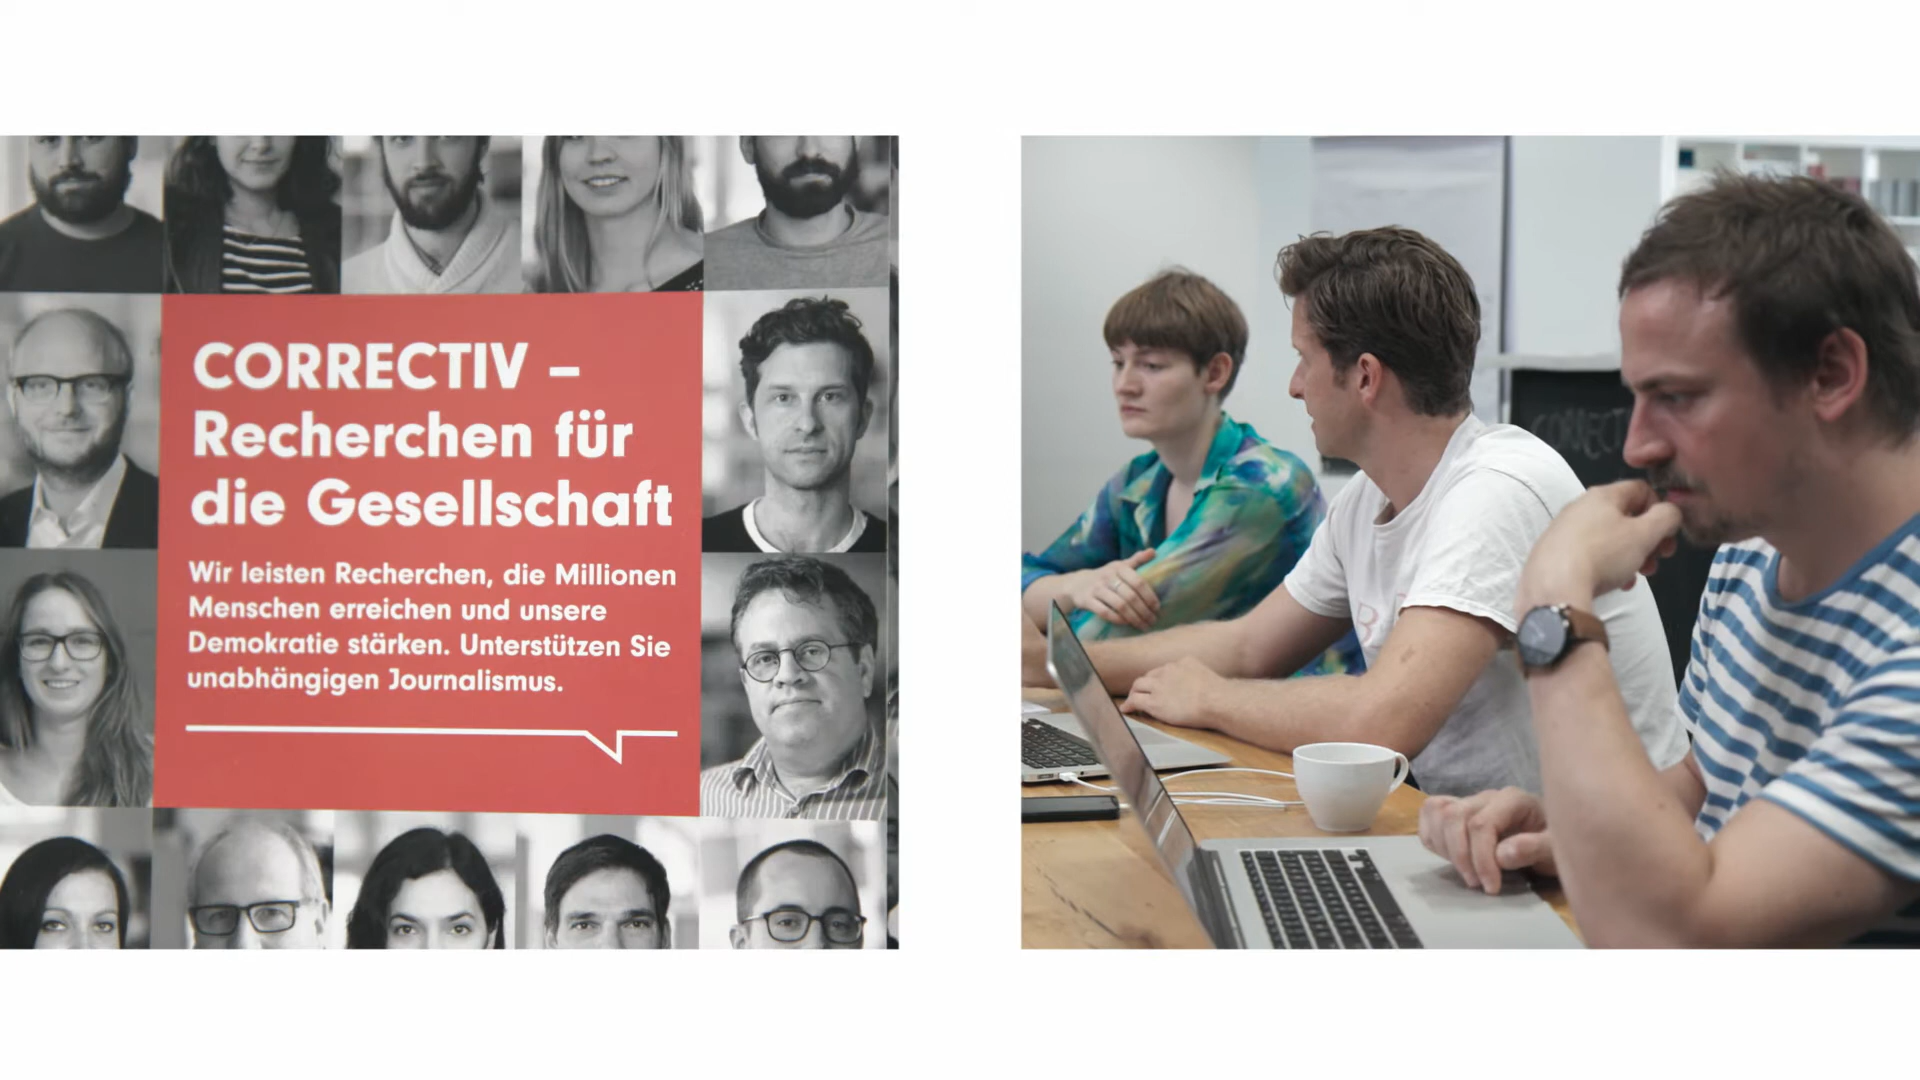 CORRECTIV –
Recherchen für
die Gesellschaft
Wir leisten Recherchen, die Millionen
Menschen erreichen und unsere
Demokratie stärken. Unterstützen Sie
unabhängigen Journalismus.
CORRECT